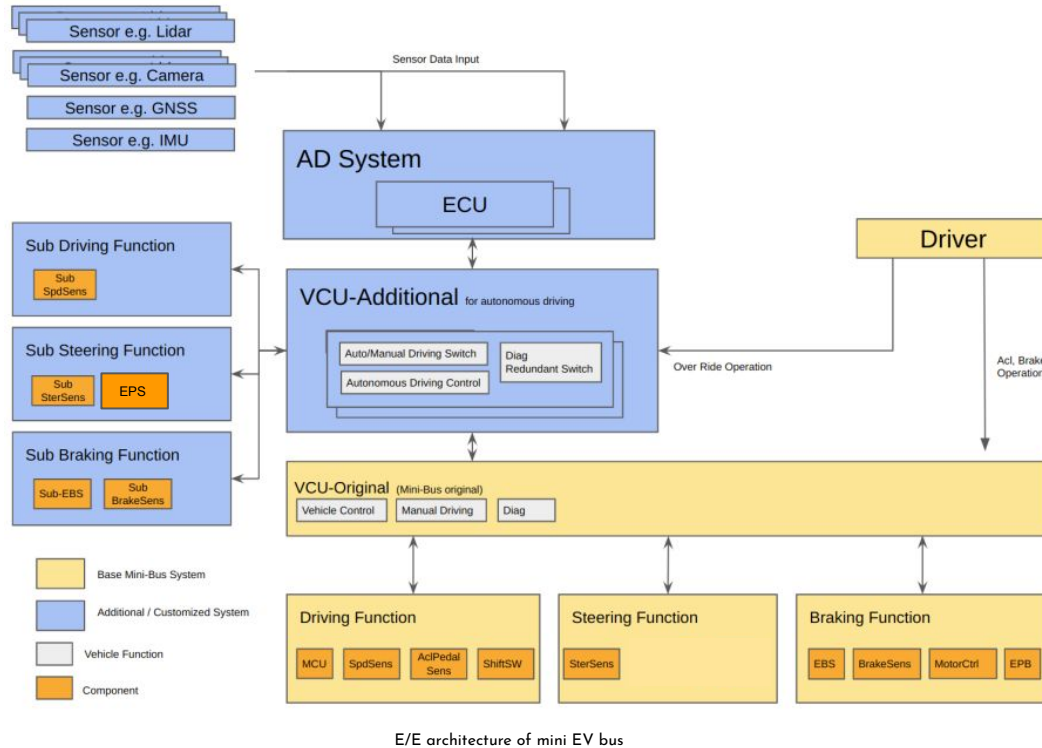 Sensor e.g. Lidar
Sensor e.g. Camera
Sensor e.g. GNSS
Sensor e.g. IMU
Sensor Data Input
AD System
ECU
Sub Driving Function
Sub
SpdSens
Driver
VCU-Additional for autonomous driving
Auto/Manual Driving Switch
Autonomous Driving Control
Diag
Redundant Switch
Over Ride Operation
Acl, Brake
Operation
Sub Steering Function
Sub
SterSens
EPS
Sub Braking Function
Sub-EBS
Sub
BrakeSens
VCU-Original (Mini-Bus original)
Vehicle Control
Manual Driving
Diag
Base Mini-Bus System
Additional / Customized System
Vehicle Function
Component
Driving Function
MCU
SpdSens
AclPedal
Sens
ShiftSW
Steering Function
SterSens
Braking Function
EBS
BrakeSens
MotorCtrl
EPB
E/E architecture of mini EV bus